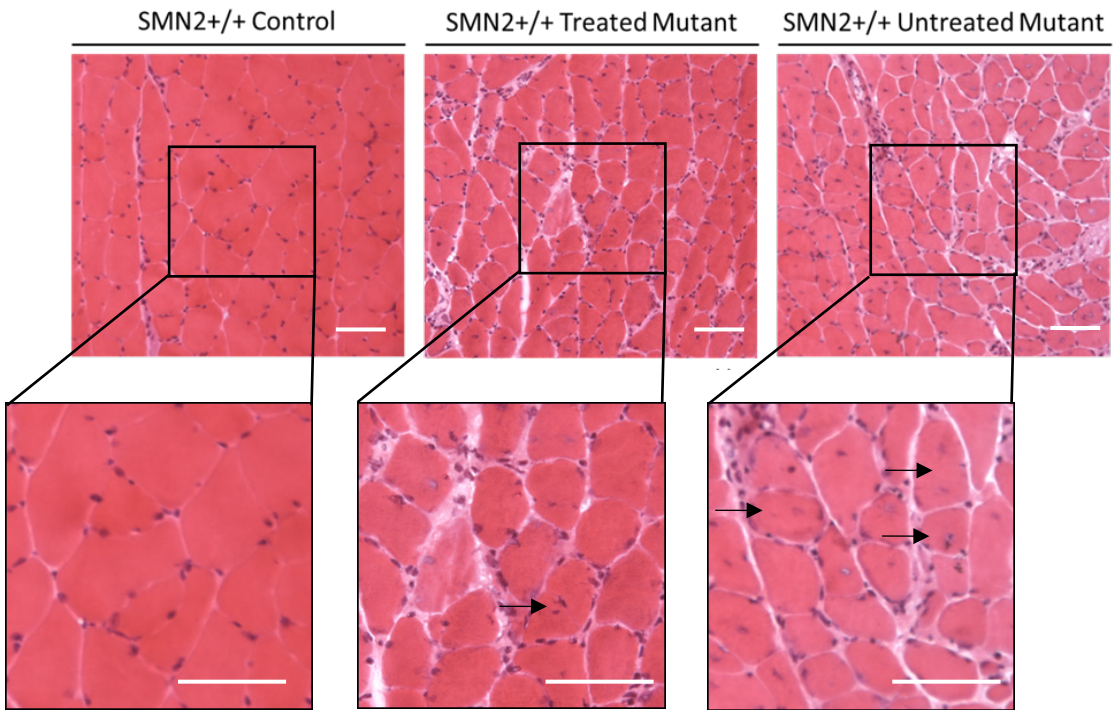 SMN2+/+ Control
SMN2+/+ Treated Mutant
SMN2+/+ Untreated Mutant